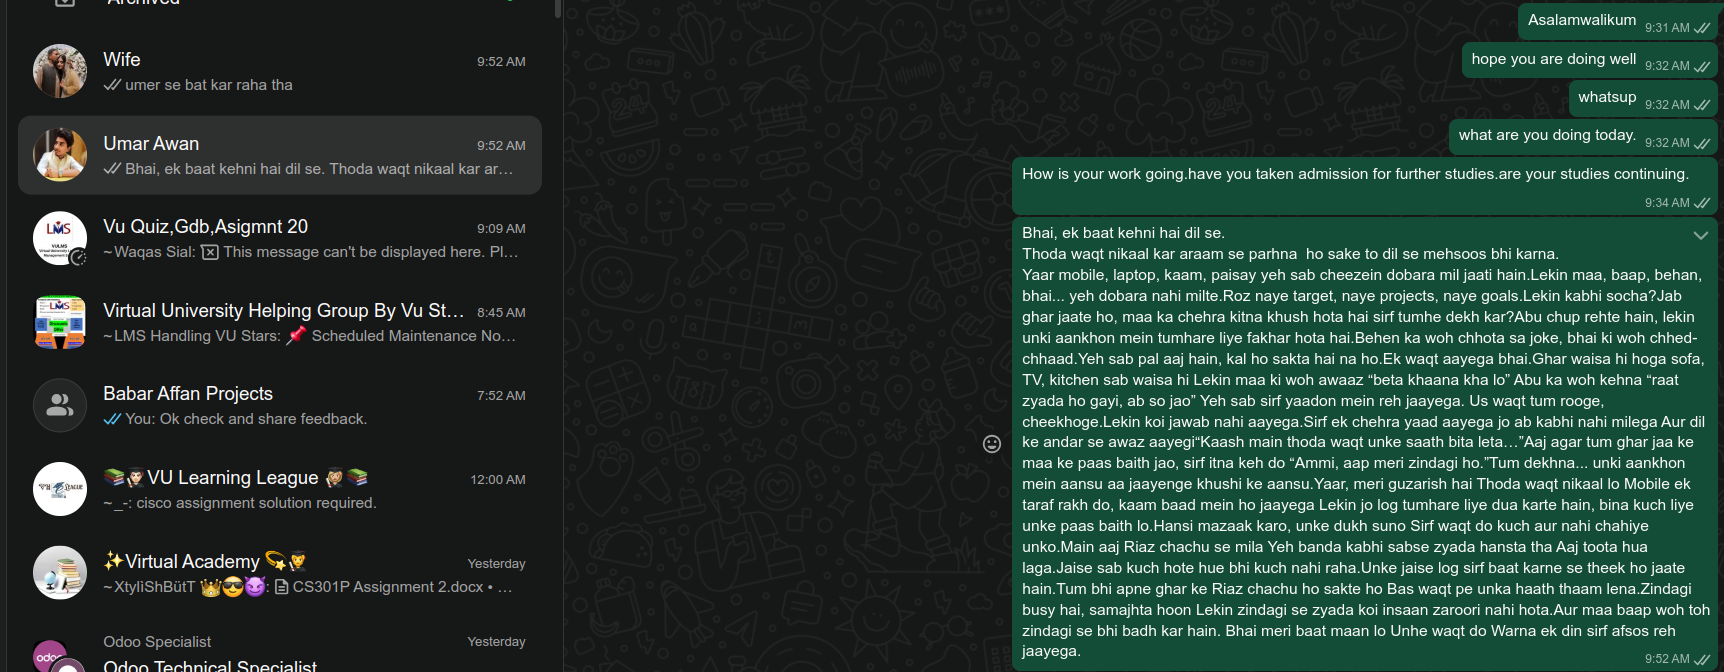 Archived
Wife
9:52 AM
umer se bat kar raha tha
Umar Awan
9:52 AM
Bhai, ek baat kehni hai dil se. Thoda waqt nikaal kar ar…
Vu Quiz,Gdb,Asigmnt 20
9:09 AM
~Waqas Sial: This message can't be displayed here. Pl…
Virtual University Helping Group By Vu St…
8:45 AM
~LMS Handling VU Stars: 📌 Scheduled Maintenance No…
Babar Affan Projects
7:52 AM
You: Ok check and share feedback.
📚👩🏻‍🎓VU Learning League 👩🏼‍🎓📚
12:00 AM
~_-: cisco assignment solution required.
✨Virtual Academy 💫🧑‍🎓
Yesterday
~XtyliShBütT 👑😎😈: CS301P Assignment 2.docx • …
Odoo Specialist
Yesterday
Odoo Technical Specialist
LMS
odoo
Asalamwalikum
9:31 AM
hope you are doing well
9:32 AM
whatsup
9:32 AM
what are you doing today.
9:32 AM
How is your work going.have you taken admission for further studies.are your studies continuing.
9:34 AM
Bhai, ek baat kehni hai dil se.
Thoda waqt nikaal kar araam se parhna  ho sake to dil se mehsoos bhi karna.
Yaar mobile, laptop, kaam, paisay yeh sab cheezein dobara mil jaati hain.Lekin maa, baap, behan,
bhai... yeh dobara nahi milte.Roz naye target, naye projects, naye goals.Lekin kabhi socha?Jab
ghar jaate ho, maa ka chehra kitna khush hota hai sirf tumhe dekh kar?Abu chup rehte hain, lekin
unki aankhon mein tumhare liye fakhar hota hai.Behen ka woh chhota sa joke, bhai ki woh chhed-
chhaad.Yeh sab pal aaj hain, kal ho sakta hai na ho.Ek waqt aayega bhai.Ghar waisa hi hoga sofa,
TV, kitchen sab waisa hi Lekin maa ki woh awaaz “beta khaana kha lo” Abu ka woh kehna “raat
zyada ho gayi, ab so jao” Yeh sab sirf yaadon mein reh jaayega. Us waqt tum rooge,
cheekhoge.Lekin koi jawab nahi aayega.Sirf ek chehra yaad aayega jo ab kabhi nahi milega Aur dil
ke andar se awaz aayegi“Kaash main thoda waqt unke saath bita leta…”Aaj agar tum ghar jaa ke
maa ke paas baith jao, sirf itna keh do “Ammi, aap meri zindagi ho.”Tum dekhna... unki aankhon
mein aansu aa jaayenge khushi ke aansu.Yaar, meri guzarish hai Thoda waqt nikaal lo Mobile ek
taraf rakh do, kaam baad mein ho jaayega Lekin jo log tumhare liye dua karte hain, bina kuch liye
unke paas baith lo.Hansi mazaak karo, unke dukh suno Sirf waqt do kuch aur nahi chahiye
unko.Main aaj Riaz chachu se mila Yeh banda kabhi sabse zyada hansta tha Aaj toota hua
laga.Jaise sab kuch hote hue bhi kuch nahi raha.Unke jaise log sirf baat karne se theek ho jaate
hain.Tum bhi apne ghar ke Riaz chachu ho sakte ho Bas waqt pe unka haath thaam lena.Zindagi
busy hai, samajhta hoon Lekin zindagi se zyada koi insaan zaroori nahi hota.Aur maa baap woh toh
zindagi se bhi badh kar hain. Bhai meri baat maan lo Unhe waqt do Warna ek din sirf afsos reh
jaayega.
9:52 AM